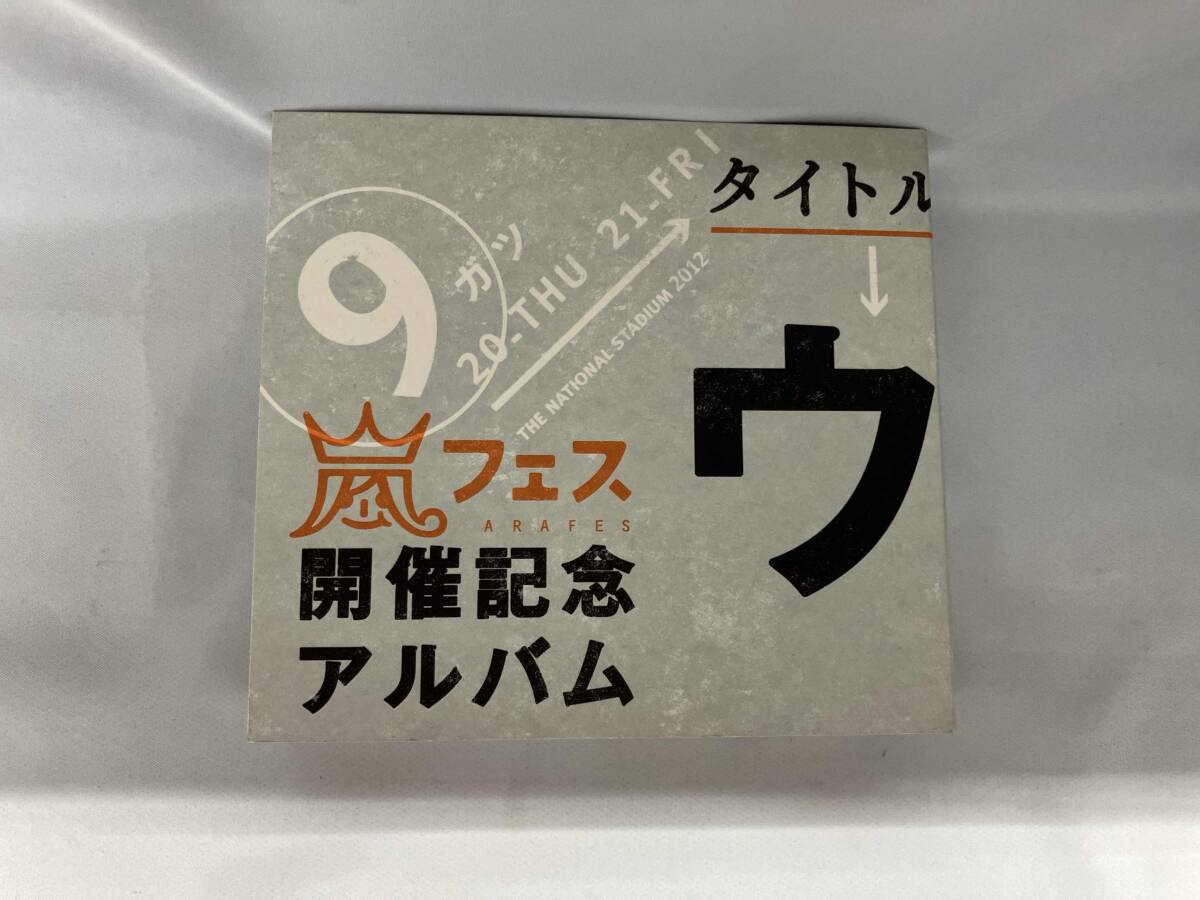 9
ガツ
20-THU 21-FRI
THE NATIONAL STADIUM 2012
タイトル
ウ
嵐フェス
ARAFES
開催記念
アルバム